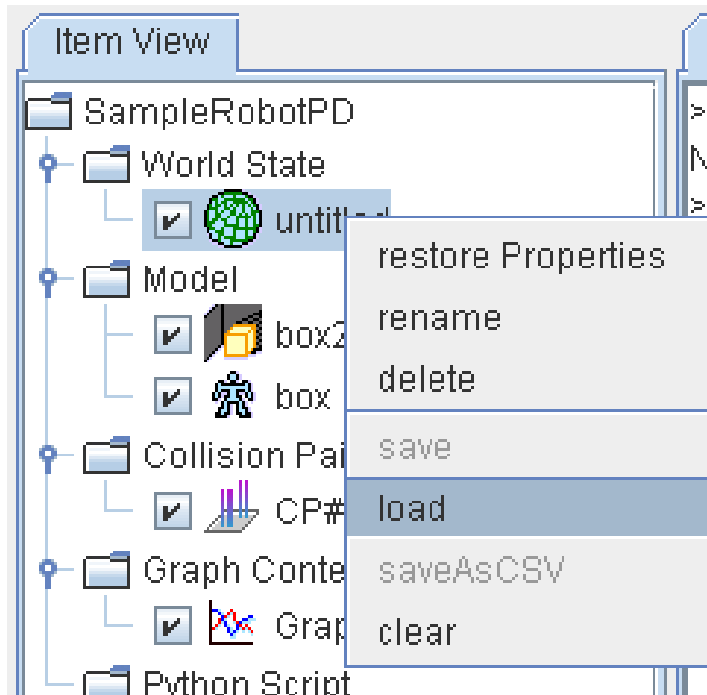 Item View
SampleRobotPD
World State
untitled
restore Properties
Model
rename
box2
delete
box
save
Collision Pai
load
CP#
saveAsCSV
Graph Conte
Grap
clear
Python Script